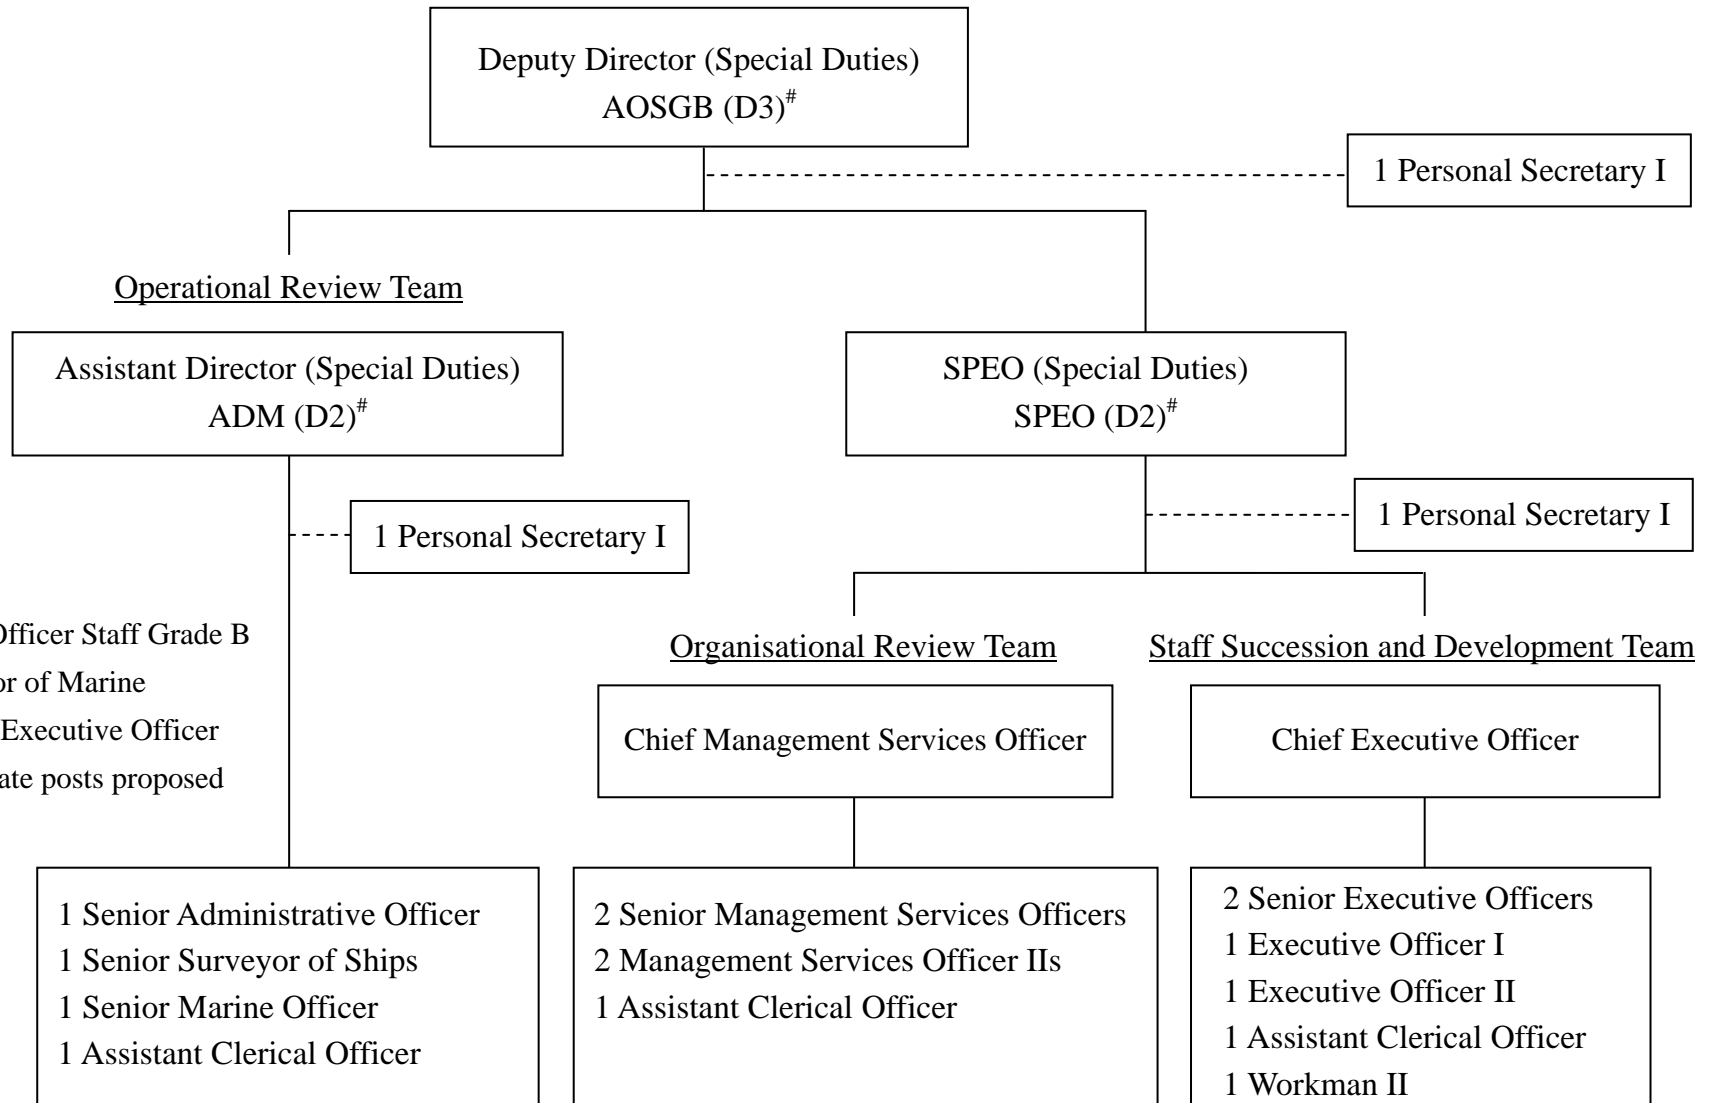 Deputy Director (Special Duties)
AOSGB (D3)#
1 Personal Secretary I
Operational Review Team
Assistant Director (Special Duties)
ADM (D2)#
SPEO (Special Duties)
SPEO (D2)#
1 Personal Secretary I
1 Personal Secretary I
Officer Staff Grade B
or of Marine
Executive Officer
ate posts proposed
Organisational Review Team
Staff Succession and Development Team
Chief Management Services Officer
Chief Executive Officer
1 Senior Administrative Officer
1 Senior Surveyor of Ships
1 Senior Marine Officer
1 Assistant Clerical Officer
2 Senior Management Services Officers
2 Management Services Officer IIs
1 Assistant Clerical Officer
2 Senior Executive Officers
1 Executive Officer I
1 Executive Officer II
1 Assistant Clerical Officer
1 Workman II